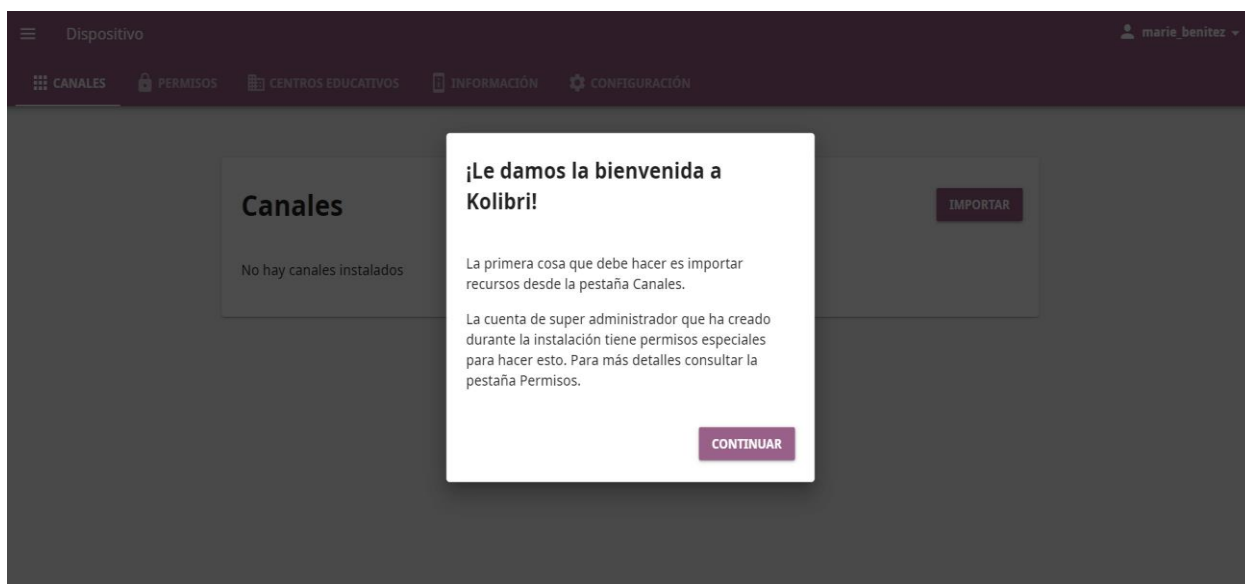 Dispositivo
marie_benitez
CANALES PERMISOS CENTROS EDUCATIVOS INFORMACIÓN CONFIGURACIÓN
Canales
IMPORTAR
No hay canales instalados
¡Le damos la bienvenida a
Kolibri!
La primera cosa que debe hacer es importar
recursos desde la pestaña Canales.
La cuenta de super administrador que ha creado
durante la instalación tiene permisos especiales
para hacer esto. Para más detalles consultar la
pestaña Permisos.
CONTINUAR